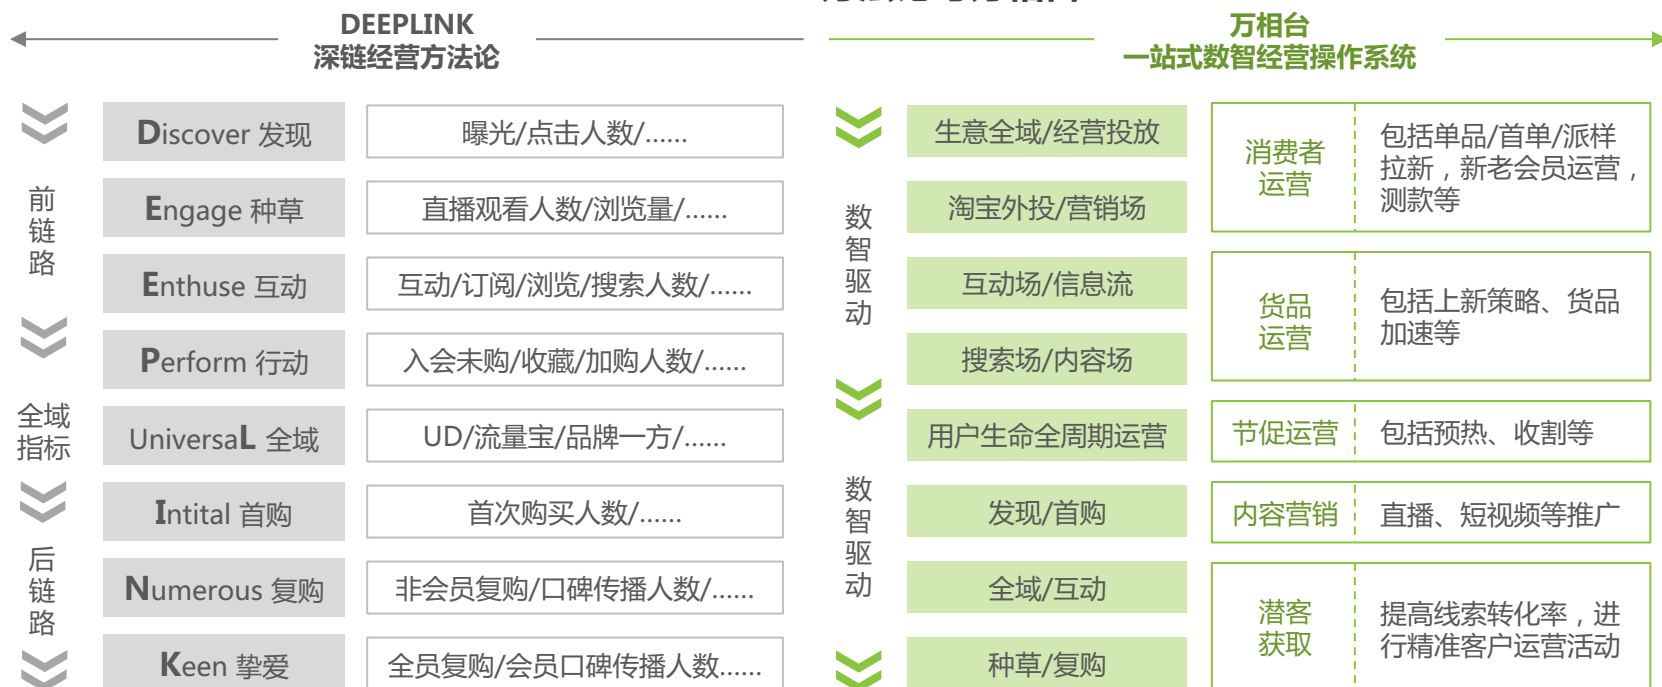 DEEPLINK
深链经营方法论
万相台
一站式数智经营操作系统
前链路
全域
指标
后链路
Discover 发现
曝光/点击人数/......
Engage 种草
直播观看人数/浏览量/......
Enthuse 互动
互动/订阅/浏览/搜索人数/......
Perform 行动
入会未购/收藏/加购人数/......
UniversaL 全域
UD/流量宝/品牌一方/......
Intital 首购
首次购买人数/......
Numerous 复购
非会员复购/口碑传播人数/......
Keen 挚爱
全员复购/会员口碑传播人数......
数智驱动
数智驱动
生意全域/经营投放
淘宝外投/营销场
互动场/信息流
搜索场/内容场
用户生命全周期运营
发现/首购
全域/互动
种草/复购
消费者
运营
包括单品/首单/派样
拉新，新老会员运营，
测款等
货品
运营
包括上新策略、货品
加速等
节促运营
包括预热、收割等
内容营销
直播、短视频等推广
潜客
获取
提高线索转化率，进
行精准客户运营活动